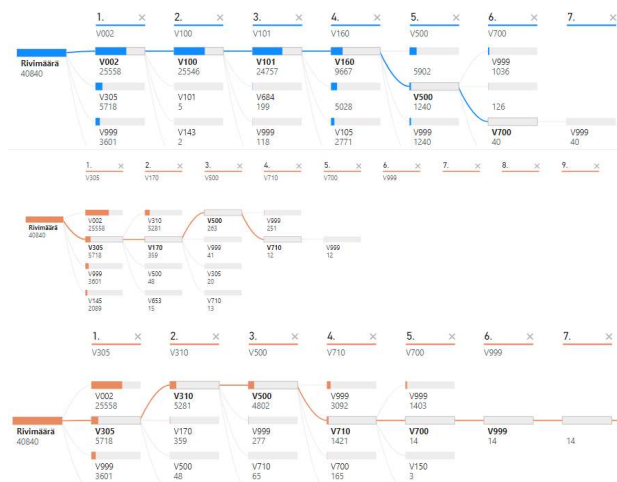 1. × 2. × 3. × 4. × 5. × 6. × 7. ×
V002 V100 V101 V160 V500 V700
Rivimäärä V002 V100 V101 V160 V999
40840 25558 25546 24757 9667 5902 1036
V305 V101 V684 V500
5718 5 199 5028 1240 126
V999 V143 V999 V105 V999 V700 V999
3601 2 118 2771 1240 40 40
1. × 2. × 3. × 4. × 5. × 6. × 7. × 8. × 9. ×
V305 V170 V500 V710 V700 V999
V002 V310 V500 V999
Rivimäärä 25558 5281 263 251
40840
V305 V170 V999 V710 V999
5718 359 41 12 12
V999 V500 V305
3601 48 20
V145 V653 V710
2089 15 13
1. × 2. × 3. × 4. × 5. × 6. × 7. ×
V305 V310 V500 V710 V700 V999
V002 V310 V500 V999 V999
25558 5281 4802 3092 1403
Rivimäärä V305 V170 V999 V710 V700 V999
40840 5718 359 277 1421 14 14 14
V999 V500 V710 V700 V150
3601 48 65 165 3